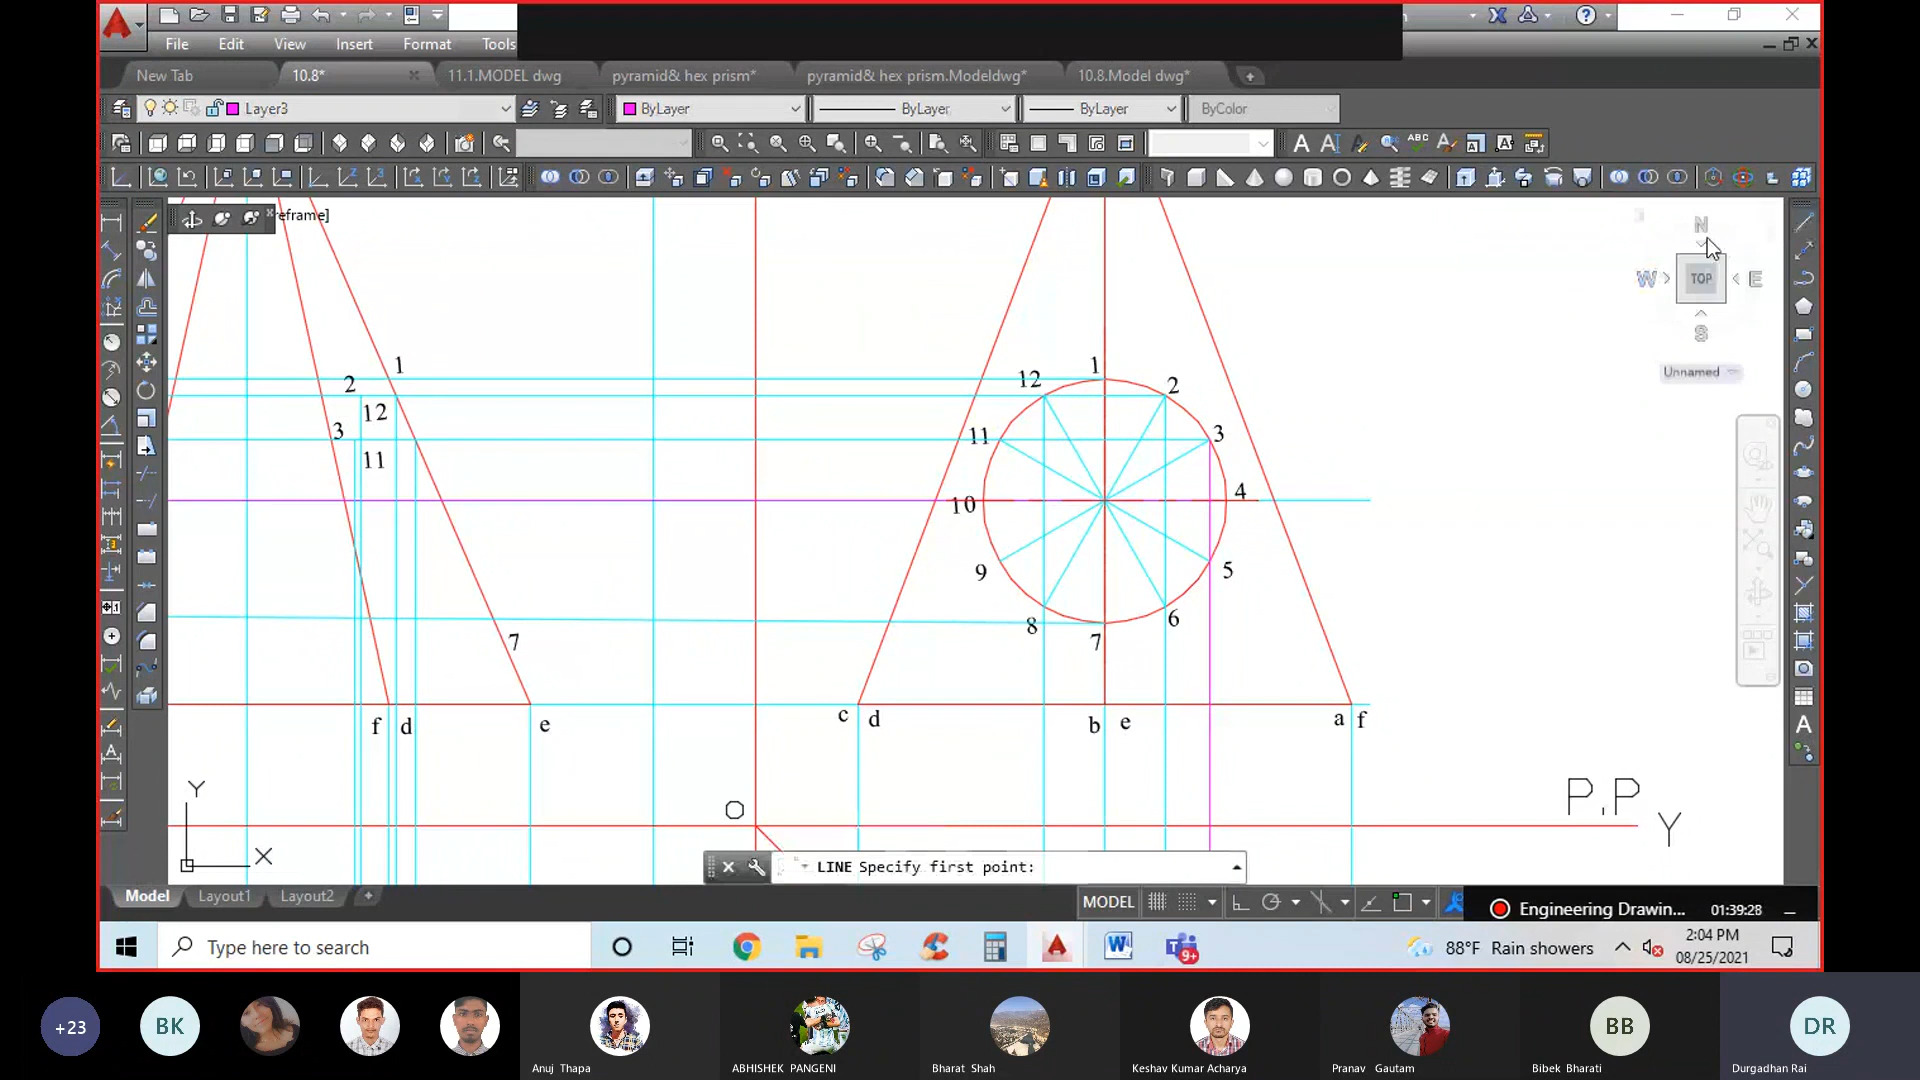 File Edit View Insert Format Tools
New Tab 10.8* 11.1.MODEL dwg pyramid& hex prism* pyramid& hex prism.Modeldwg* 10.8.Model dwg*
Layer3 ByLayer ByLayer ByLayer ByColor
eframe]
N
W TOP E
S
Unnamed
1
2
12
3
11
7
f d e
12 1 2
11 3
10 4
9 5
8 7 6
c d b e a f
O
P.P
Y
Y
X
LINE Specify first point:
Model Layout1 Layout2
MODEL
Engineering Drawin... 01:39:28
Type here to search
9+
88°F Rain showers
2:04 PM
08/25/2021
+23
BK
BB
DR
Anuj Thapa
ABHISHEK PANGENI
Bharat Shah
Keshav Kumar Acharya
Pranav Gautam
Bibek Bharati
Durgadhan Rai